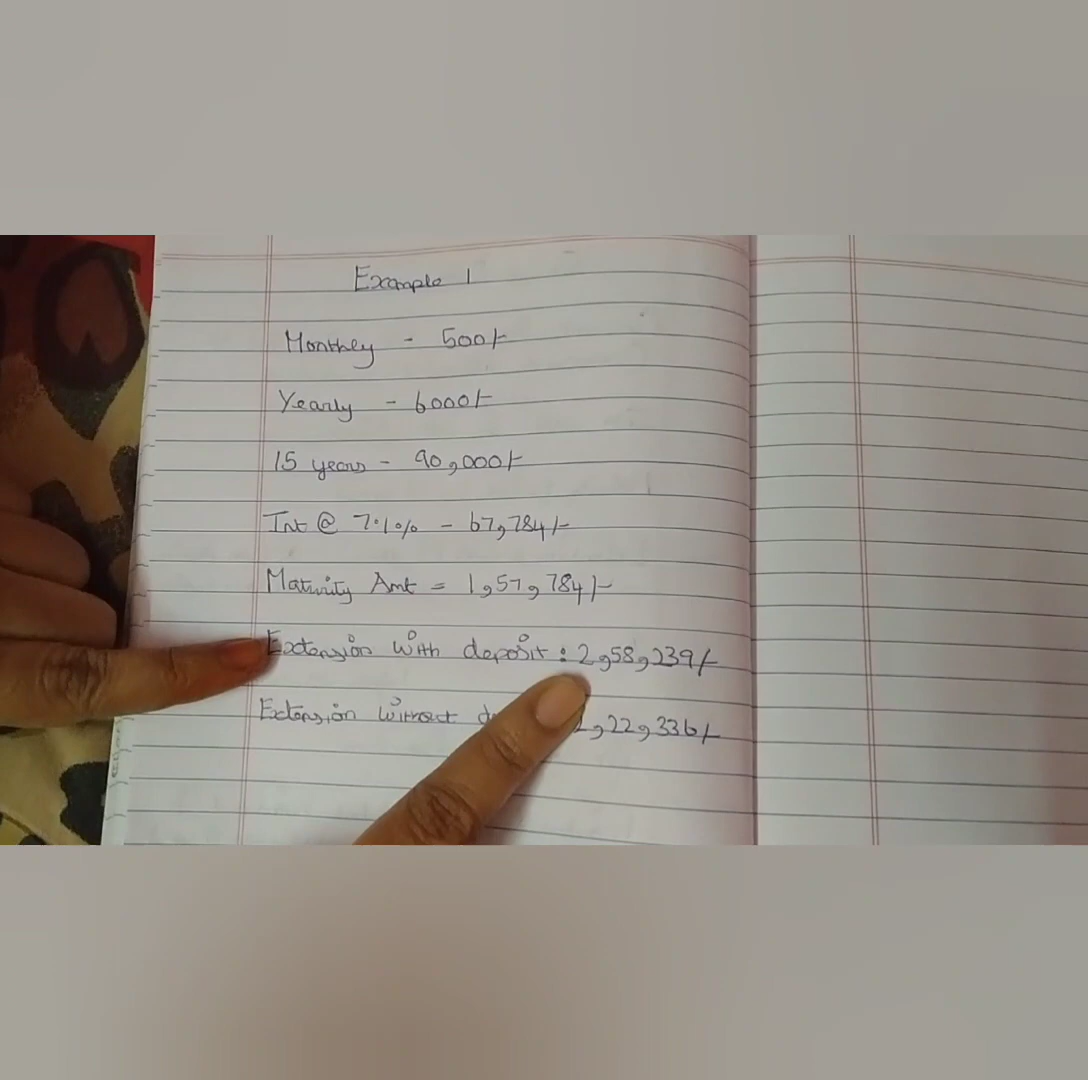 Example 1
Monthly - 500/-
Yearly - 6000/-
15 years - 90,000/-
Int @ 7.1% - 67,784/-
Maturity Amt = 1,57,784/-
Extension with deposit : 2,58,239/-
Extension without 2,22,336/-